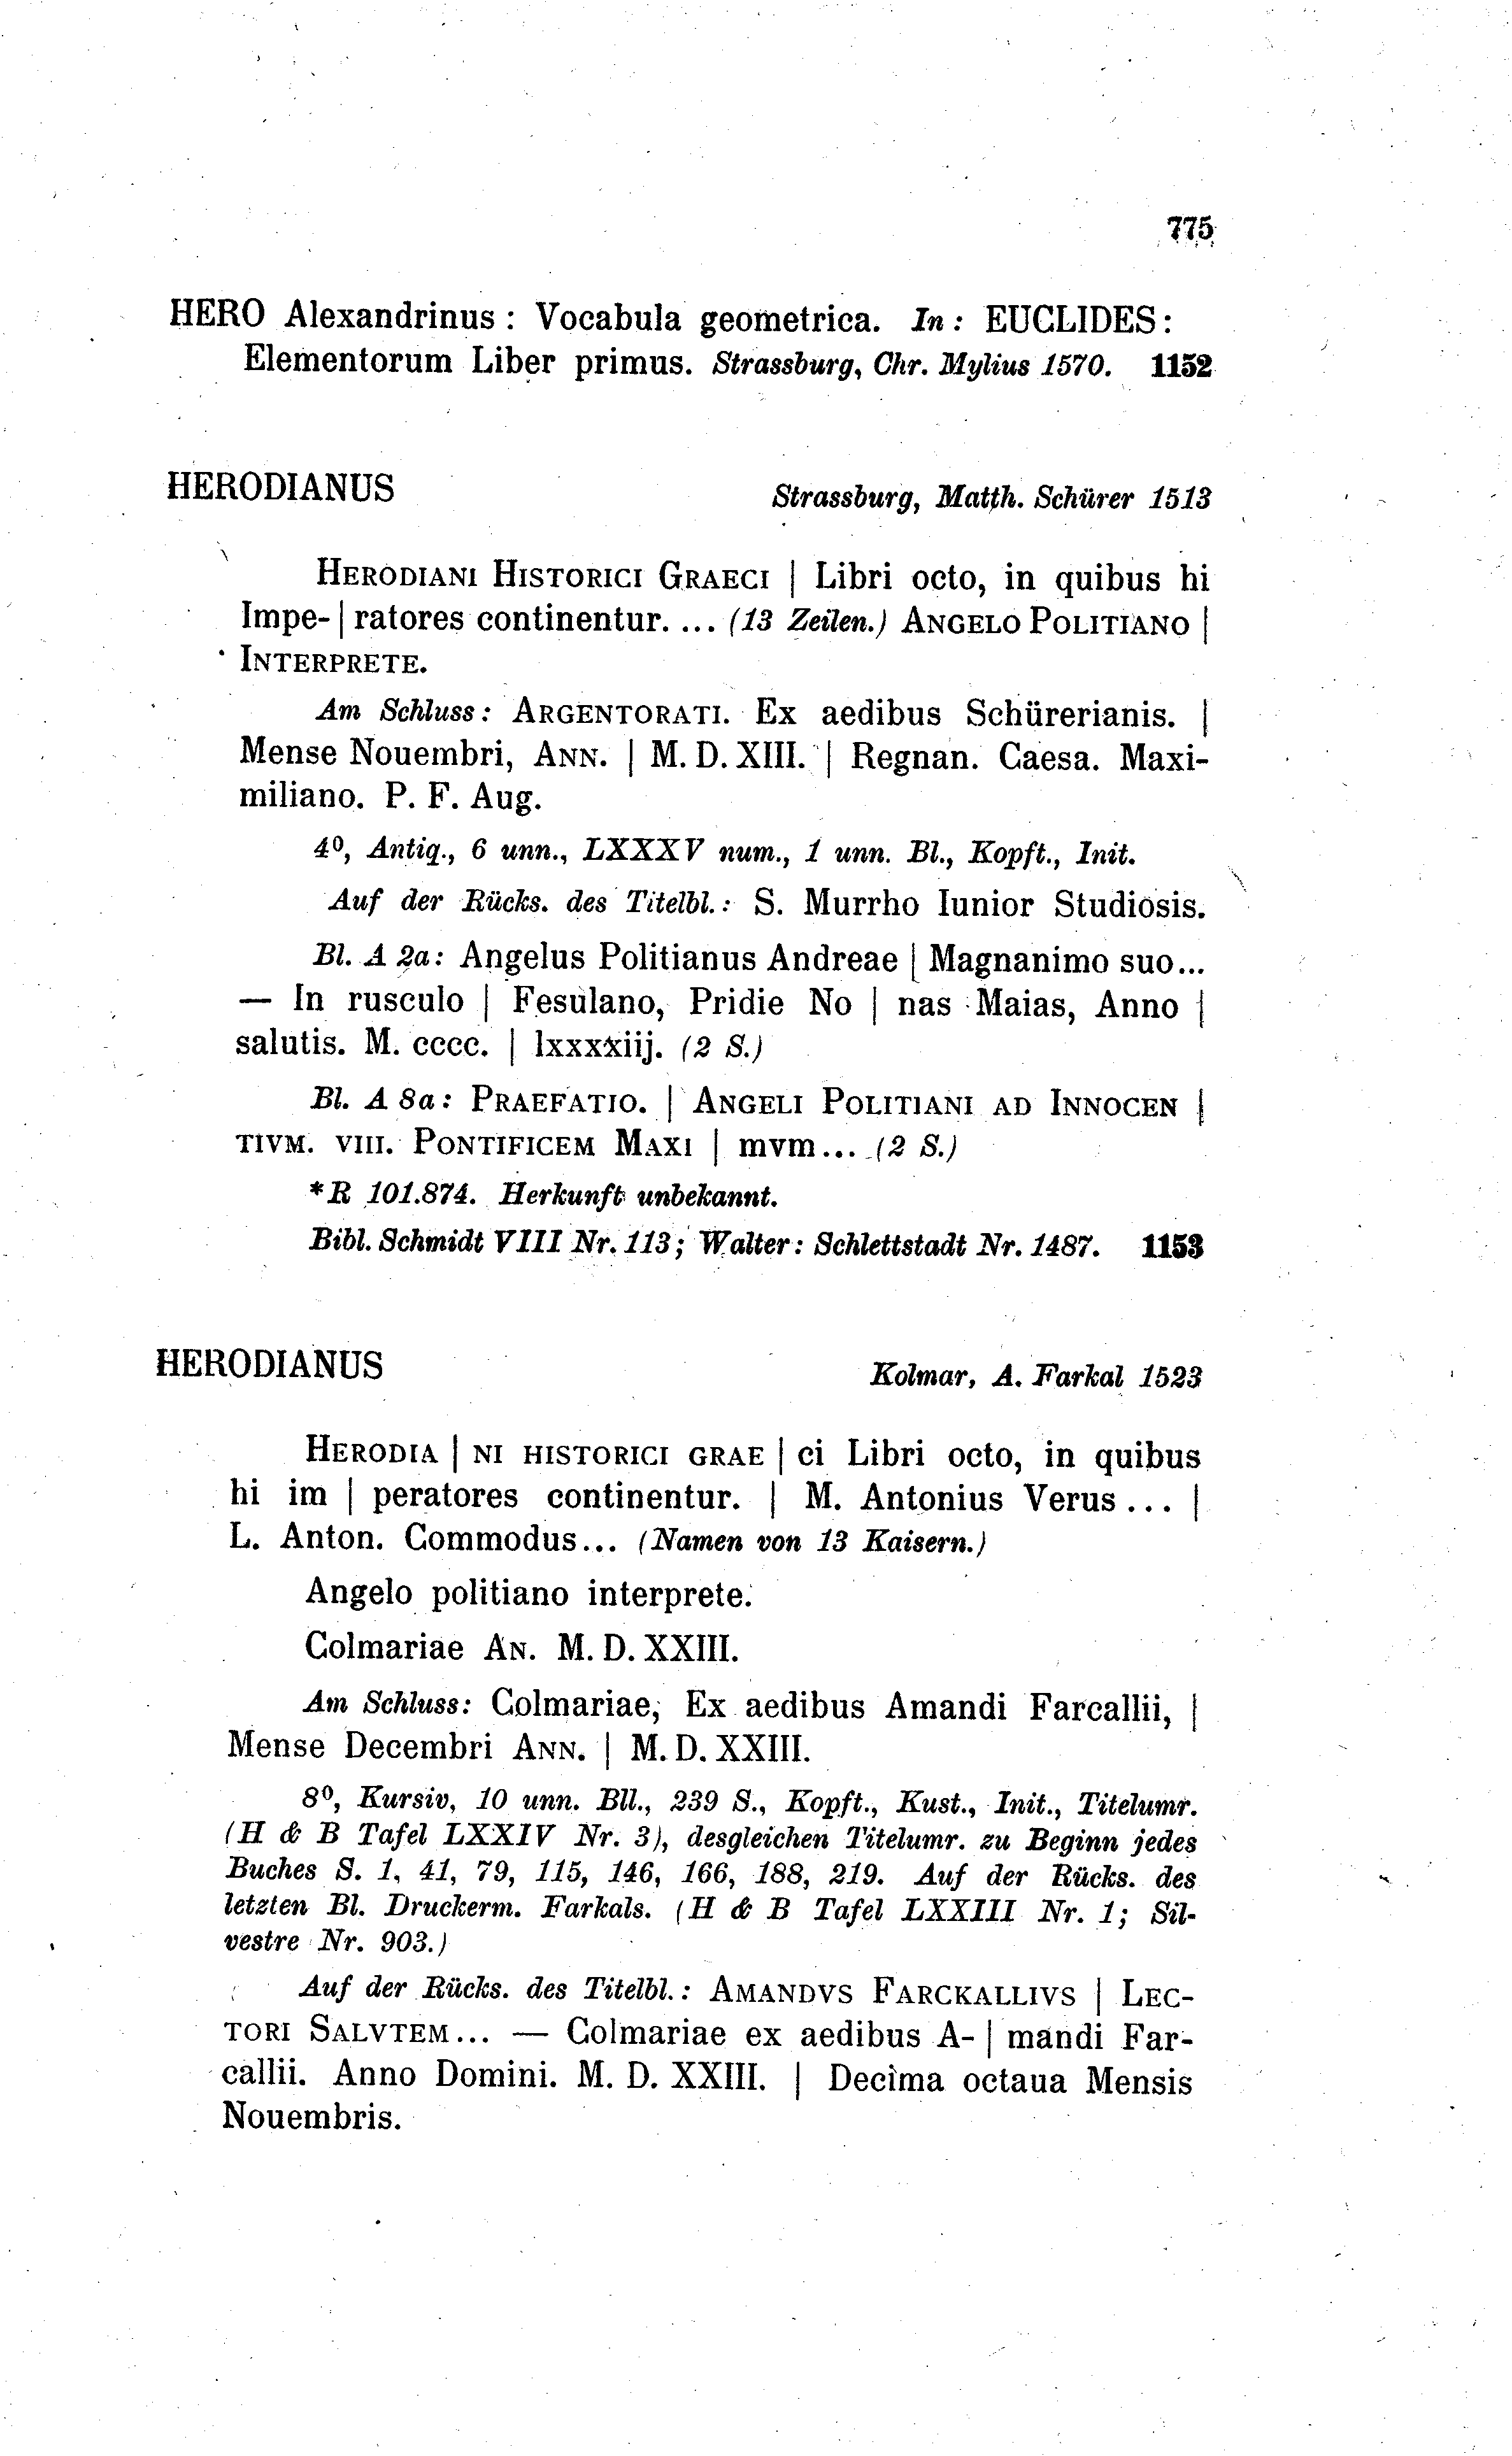 775
HERO Alexandrinus : Vocabula geometrica. In : EUCLIDES :
Elementorum Liber primus. Strassburg, Chr. Mylius 1570. 1152
HERODIANUS
Strassburg, Matth. Schürer 1513
HERODIANI HISTORICI GRAECI | Libri octo, in quibus hi
Impe- | ratores continentur. ... (13 Zeilen.) ANGELO POLITIANO |
INTERPRETE.
Am Schluss : ARGENTORATI. Ex aedibus Schürerianis. |
Mense Nouembri, ANN. | M. D. XIII. | Regnan. Caesa. Maxi-
miliano. P. F. Aug.
4⁰, Antiq., 6 unn., LXXXV num., 1 unn. Bl., Kopft., Init.
Auf der Rücks. des Titelbl. : S. Murrho Iunior Studiosis.
Bl. A 2a : Angelus Politianus Andreae | Magnanimo suo...
— In rusculo | Fesulano, Pridie No | nas Maias, Anno |
salutis. M. cccc. | lxxxxiij. (2 S.)
Bl. A 8a : PRAEFATIO. | ANGELI POLITIANI AD INNOCEN |
TIVM. VIII. PONTIFICEM MAXI | mvm... (2 S.)
* R 101.874. Herkunft unbekannt.
Bibl. Schmidt VIII Nr. 113 ; Walter : Schlettstadt Nr. 1487. 1153
HERODIANUS
Kolmar, A. Farkal 1523
HERODIA | NI HISTORICI GRAE | ci Libri octo, in quibus
hi im | peratores continentur. | M. Antonius Verus ... |
L. Anton. Commodus... (Namen von 13 Kaisern.)
Angelo politiano interprete.
Colmariae AN. M. D. XXIII.
Am Schluss : Colmariae, Ex aedibus Amandi Farcallii, |
Mense Decembri ANN. | M. D. XXIII.
8⁰, Kursiv, 10 unn. Bll., 239 S., Kopft., Kust., Init., Titelumr.
(H & B Tafel LXXIV Nr. 3), desgleichen Titelumr. zu Beginn jedes
Buches S. 1, 41, 79, 115, 146, 166, 188, 219. Auf der Rücks. des
letzten Bl. Druckerm. Farkals. (H & B Tafel LXXIII Nr. 1; Sil-
vestre Nr. 903.)
Auf der Rücks. des Titelbl. : AMANDVS FARCKALLIVS | LEC-
TORI SALVTEM... — Colmariae ex aedibus A- | mandi Far-
callii. Anno Domini. M. D. XXIII. | Decima octaua Mensis
Nouembris.